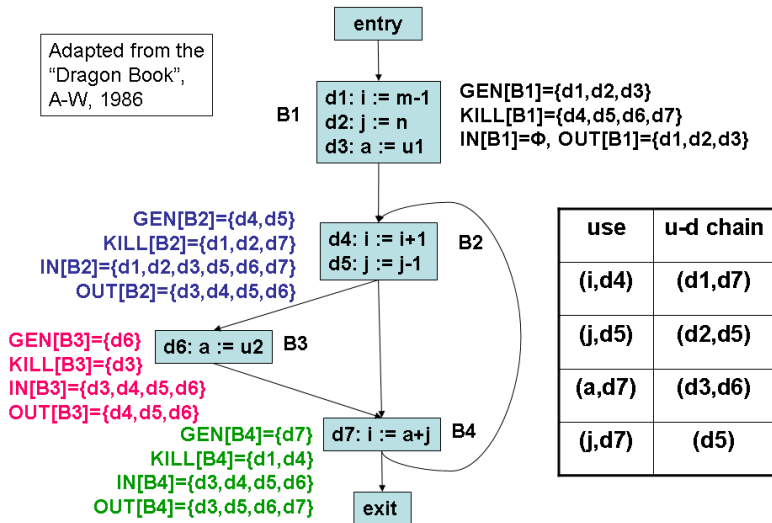 entry
Adapted from the
“Dragon Book”,
A-W, 1986
B1
d1: i := m-1
d2: j := n
d3: a := u1
GEN[B1]={d1,d2,d3}
KILL[B1]={d4,d5,d6,d7}
IN[B1]=Φ, OUT[B1]={d1,d2,d3}
GEN[B2]={d4,d5}
KILL[B2]={d1,d2,d7}
IN[B2]={d1,d2,d3,d5,d6,d7}
OUT[B2]={d3,d4,d5,d6}
d4: i := i+1
d5: j := j-1
B2
GEN[B3]={d6}
KILL[B3]={d3}
IN[B3]={d3,d4,d5,d6}
OUT[B3]={d4,d5,d6}
d6: a := u2
B3
GEN[B4]={d7}
KILL[B4]={d1,d4}
IN[B4]={d3,d4,d5,d6}
OUT[B4]={d3,d5,d6,d7}
d7: i := a+j
B4
exit
use u-d chain
(i,d4) (d1,d7)
(j,d5) (d2,d5)
(a,d7) (d3,d6)
(j,d7) (d5)